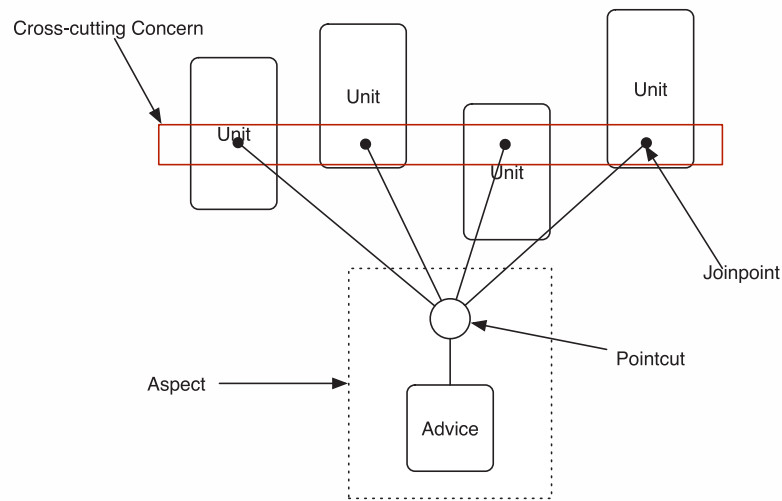 Cross-cutting Concern
Unit
Unit
Unit
Unit
Joinpoint
Pointcut
Aspect
Advice